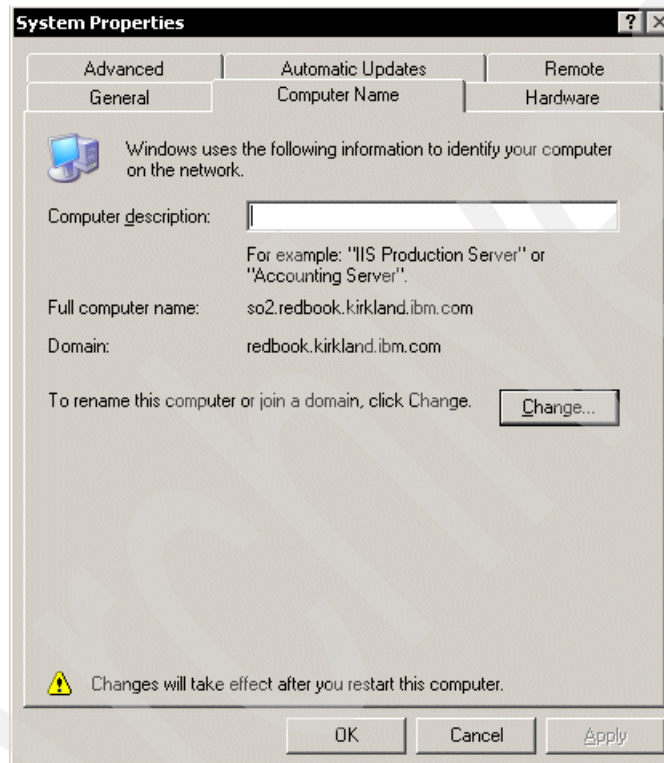 System Properties
Advanced Automatic Updates Remote
General Computer Name Hardware
Windows uses the following information to identify your computer
on the network.
Computer description:
For example: "IIS Production Server" or
"Accounting Server".
Full computer name: so2.redbook.kirkland.ibm.com
Domain: redbook.kirkland.ibm.com
To rename this computer or join a domain, click Change. Change...
Changes will take effect after you restart this computer.
OK Cancel Apply